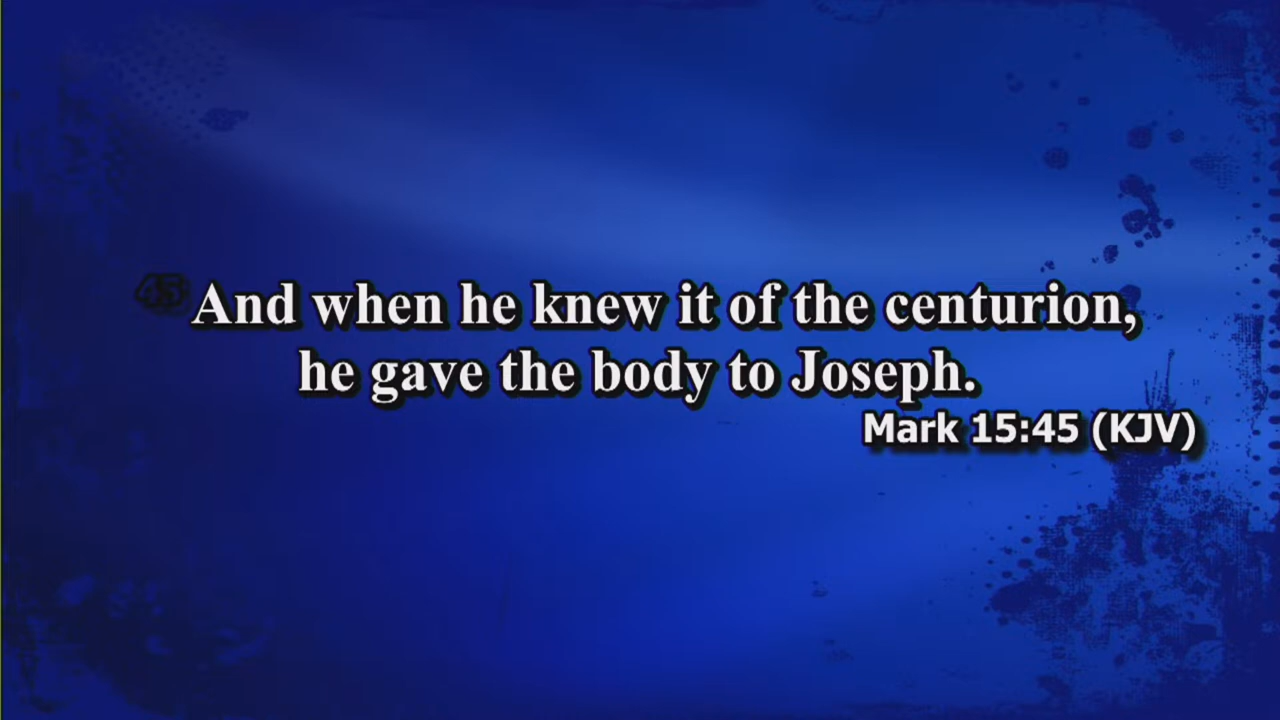 45 And when he knew it of the centurion,
he gave the body to Joseph.
Mark 15:45 (KJV)